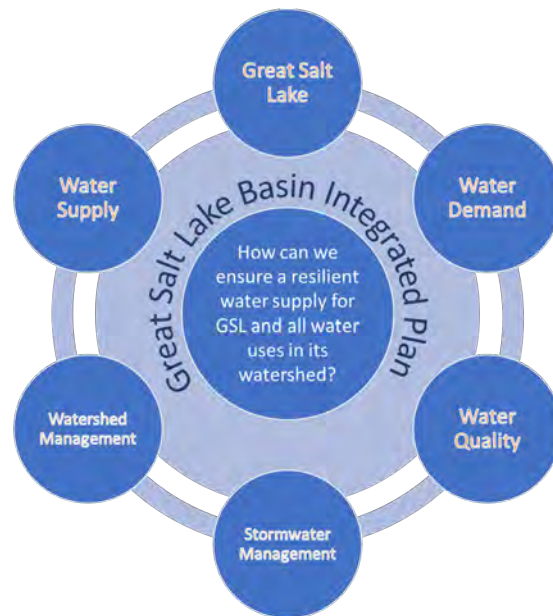 Great Salt
Lake
Water
Supply
Water
Demand
Great Salt Lake Basin Integrated Plan
How can we
ensure a resilient
water supply for
GSL and all water
uses in its
watershed?
Watershed
Management
Water
Quality
Stormwater
Management